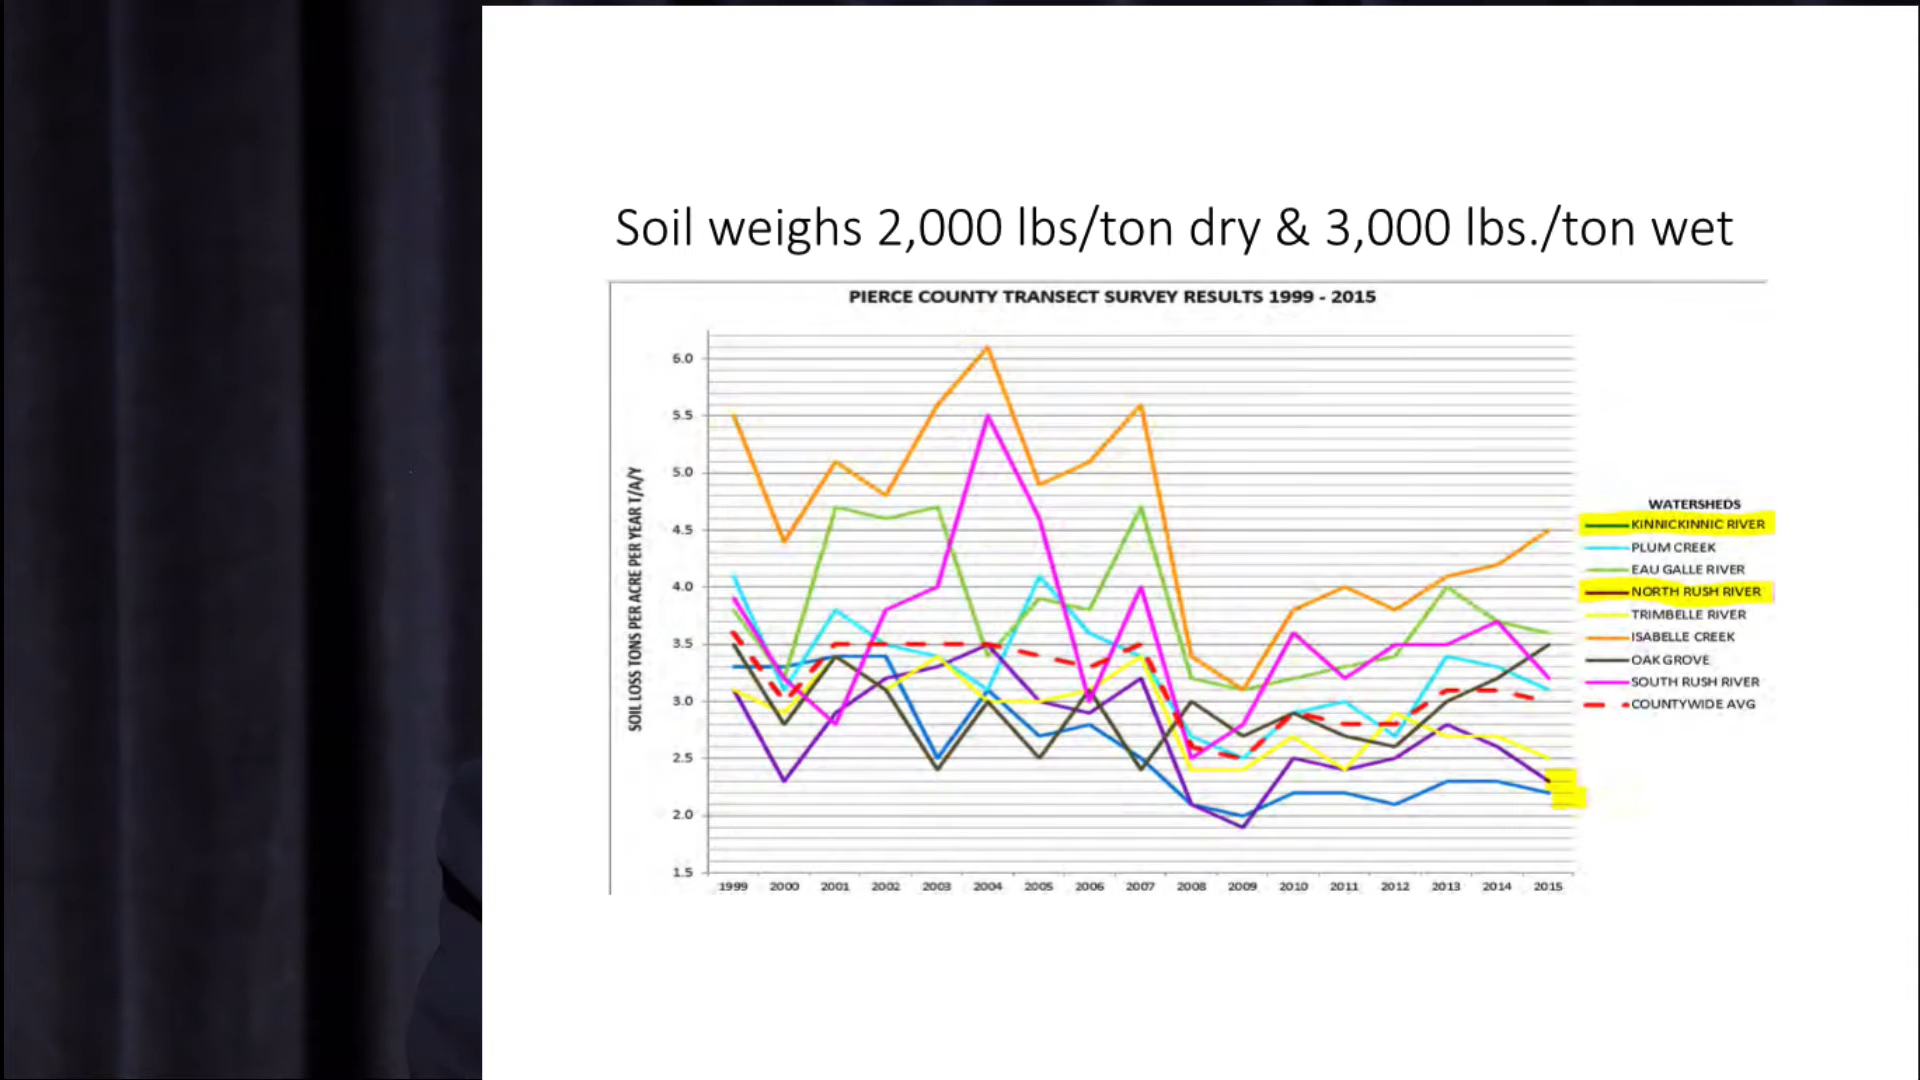 Soil weighs 2,000 lbs/ton dry & 3,000 lbs./ton wet
PIERCE COUNTY TRANSECT SURVEY RESULTS 1999 - 2015
SOIL LOSS TONS PER ACRE PER YEAR T/A/Y
6.0
5.5
5.0
4.5
4.0
3.5
3.0
2.5
2.0
1.5
1999 2000 2001 2002 2003 2004 2005 2006 2007 2008 2009 2010 2011 2012 2013 2014 2015
WATERSHEDS
KINNICKINNIC RIVER
PLUM CREEK
EAU GALLE RIVER
NORTH RUSH RIVER
TRIMBELLE RIVER
ISABELLE CREEK
OAK GROVE
SOUTH RUSH RIVER
COUNTYWIDE AVG